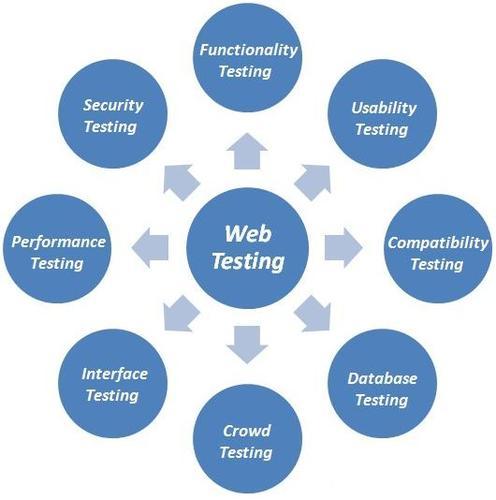 Functionality
Testing
Security
Testing
Usability
Testing
Performance
Testing
Web
Testing
Compatibility
Testing
Interface
Testing
Database
Testing
Crowd
Testing